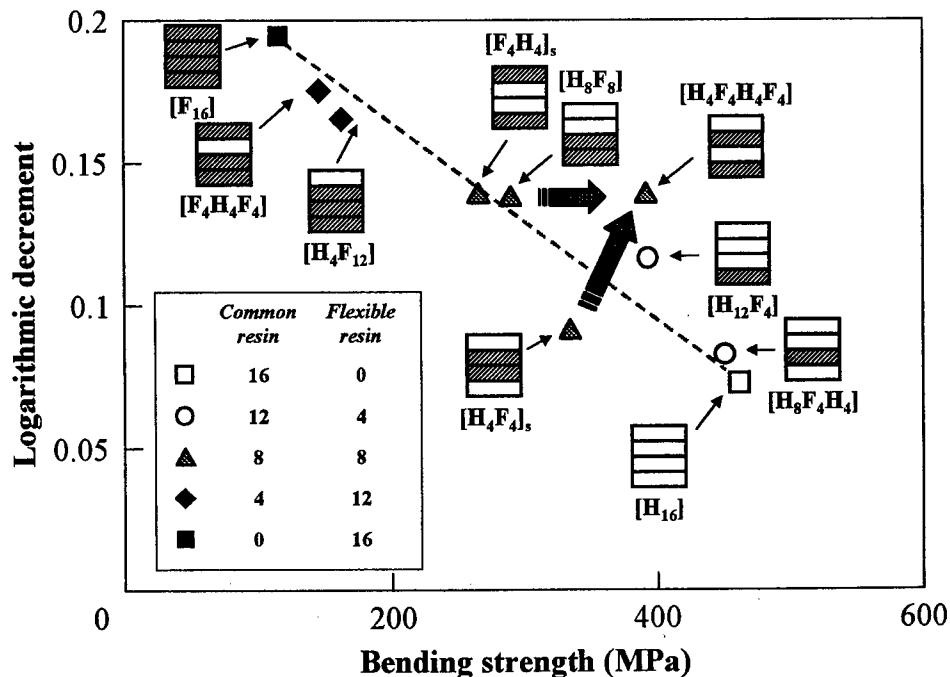 0.2
0.15
0.1
0.05
0
200
400
600
Logarithmic decrement
Bending strength (MPa)
[F₁₆]
[F₄H₄F₄]
[H₄F₁₂]
[F₄H₄]ₛ
[H₈F₈]
[H₄F₄H₄F₄]
[H₁₂F₄]
[H₈F₄H₄]
[H₄F₄]ₛ
[H₁₆]
Common Flexible
resin resin
16 0
12 4
8 8
4 12
0 16